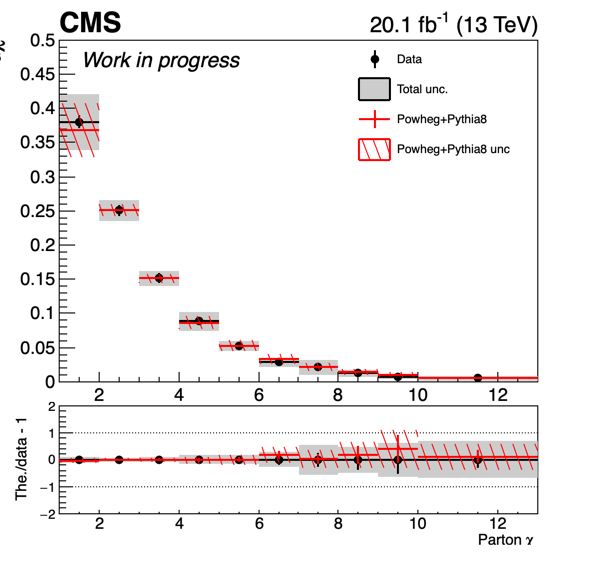 CMS
20.1 fb⁻¹ (13 TeV)
Work in progress
Data
Total unc.
Powheg+Pythia8
Powheg+Pythia8 unc
0.5
0.45
0.4
0.35
0.3
0.25
0.2
0.15
0.1
0.05
0
2 4 6 8 10 12
The./data - 1
2
1
0
−1
−2
2 4 6 8 10 12
Parton γ